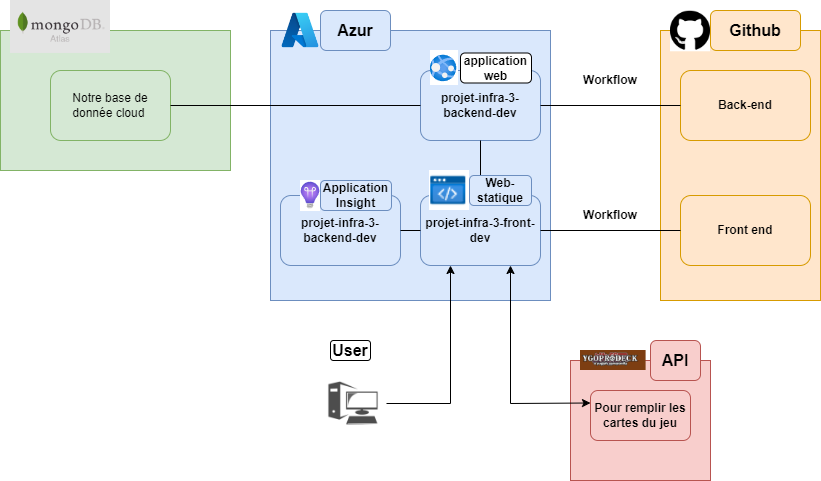 mongoDB.
Atlas
Notre base de
donnée cloud
Azur
application
web
projet-infra-3-
backend-dev
Application
Insight
projet-infra-3-
backend-dev
Web-
statique
projet-infra-3-front-
dev
Workflow
Workflow
Github
Back-end
Front end
User
YGOPRODECK
API
Pour remplir les
cartes du jeu